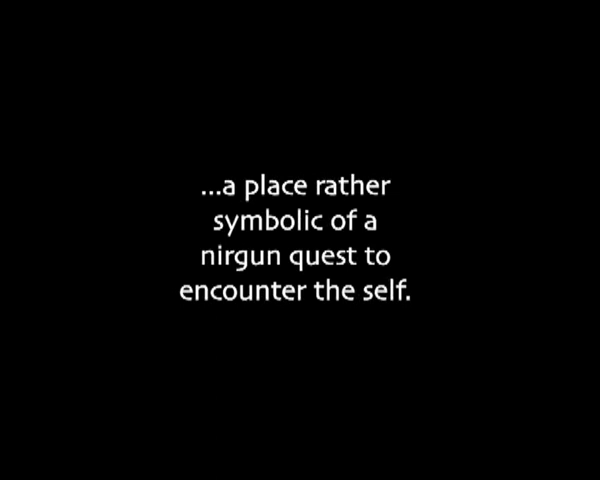 ...a place rather
symbolic of a
nirgun quest to
encounter the self.